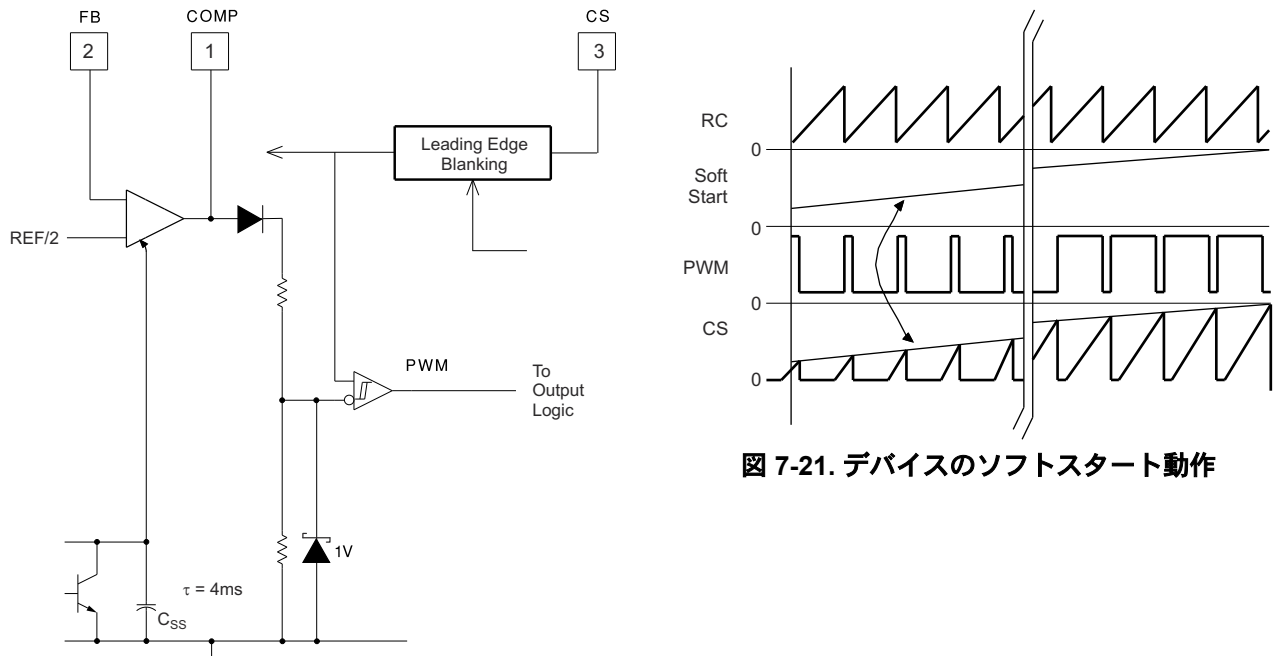 FB
COMP
CS
2
1
3
Leading Edge
Blanking
REF/2
PWM
To
Output
Logic
1V
τ = 4ms
CSS
RC
0
Soft
Start
0
PWM
0
CS
0
図 7-21. デバイスのソフトスタート動作